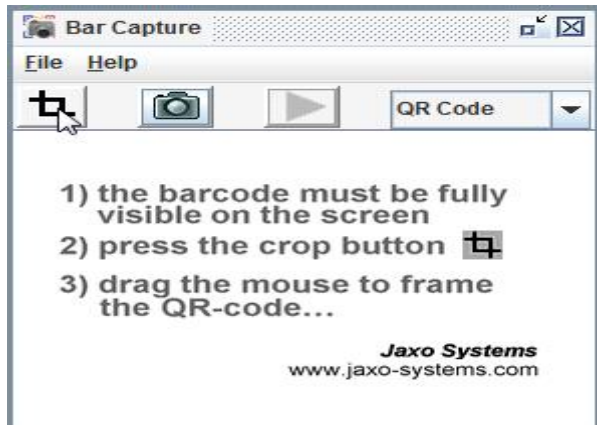 Bar Capture
File Help
QR Code
1) the barcode must be fully
visible on the screen
2) press the crop button
3) drag the mouse to frame
the QR-code...
Jaxo Systems
www.jaxo-systems.com